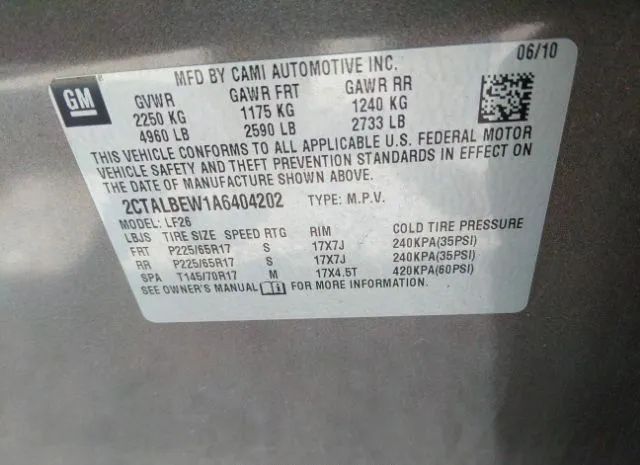 MFD BY CAMI AUTOMOTIVE INC. 06/10
GM
GVWR GAWR FRT GAWR RR
2250 KG 1175 KG 1240 KG
4960 LB 2590 LB 2733 LB
THIS VEHICLE CONFORMS TO ALL APPLICABLE U.S. FEDERAL MOTOR
VEHICLE SAFETY AND THEFT PREVENTION STANDARDS IN EFFECT ON
THE DATE OF MANUFACTURE SHOWN ABOVE.
2CTALBEW1A6404202 TYPE: M.P.V.
MODEL: LF26
LBJS TIRE SIZE SPEED RTG RIM COLD TIRE PRESSURE
FRT P225/65R17 S 17X7J 240KPA(35PSI)
RR P225/65R17 S 17X7J 240KPA(35PSI)
SPA T145/70R17 M 17X4.5T 420KPA(60PSI)
SEE OWNER'S MANUAL FOR MORE INFORMATION.